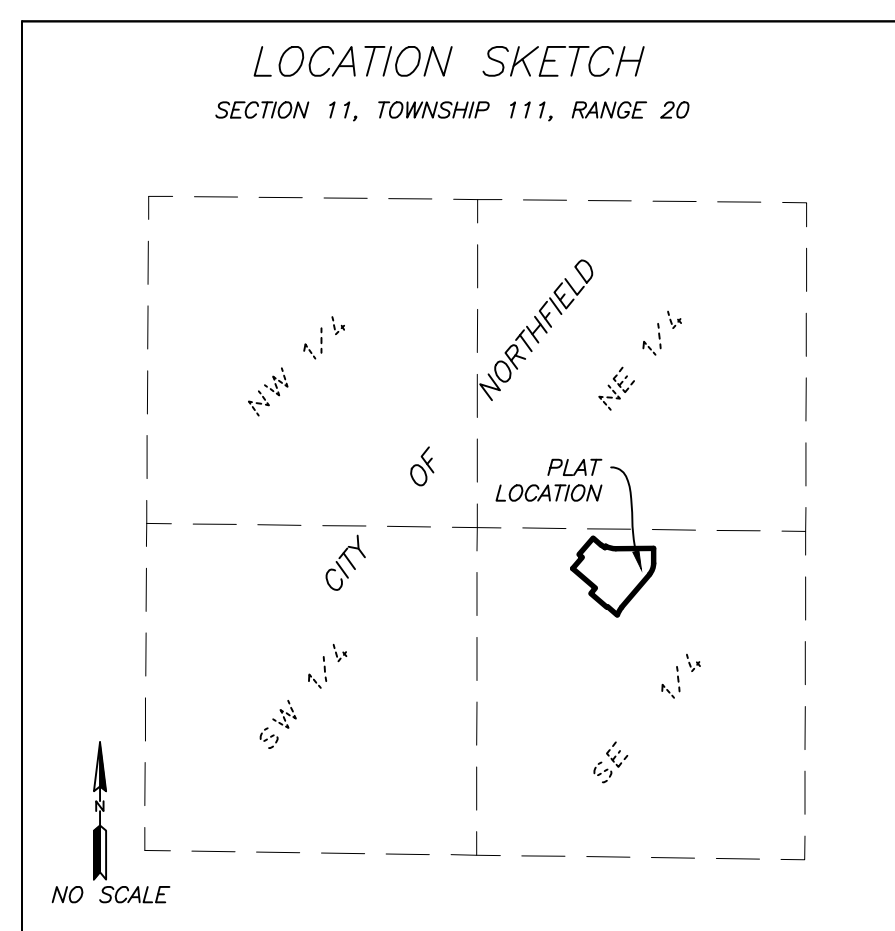 LOCATION SKETCH
SECTION 11, TOWNSHIP 111, RANGE 20
NW 1/4
NE 1/4
CITY OF NORTHFIELD
PLAT
LOCATION
SW 1/4
SE 1/4
N
NO SCALE